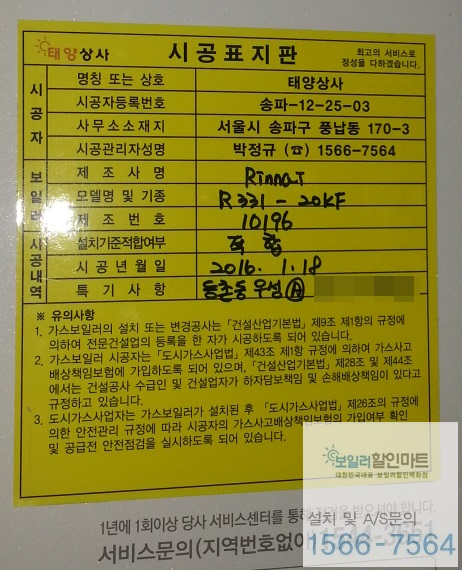 태양상사
시공표지판
최고의 서비스로
정성을 다하겠습니다.
시공자
명칭 또는 상호 태양상사
시공자등록번호 송파-12-25-03
사무소소재지 서울시 송파구 풍납동 170-3
시공관리자성명 박정규 (☎) 1566-7564
보일러
제조사명 Rinnai
모델명 및 기종 R331-20KF
제조번호 10196
시공내역
설치기준적합여부 적합
시공년월일 2016. 1.18
특기사항 등촌동 우성Ⓐ
※ 유의사항
1. 가스보일러의 설치 또는 변경공사는 「건설산업기본법」 제9조 제1항의 규정에
의하여 전문건설업의 등록을 한 자가 시공하도록 되어 있습니다.
2. 가스보일러 시공자는 「도시가스사업법」 제43조 제1항 규정에 의하여 가스사고
배상책임보험에 가입하도록 되어 있으며, 「건설산업기본법」 제28조 및 제44조
에서는 건설공사 수급인 및 건설업자가 하자담보책임 및 손해배상책임이 있다고
규정하고 있습니다.
3. 도시가스사업자는 가스보일러가 설치된 후 「도시가스사업법」 제26조의 규정에
의한 안전관리 규정에 따라 시공자의 가스사고배상책임보험의 가입여부 확인
및 공급전 안전점검을 실시하도록 되어 있습니다.
보일러할인마트
대한민국대표 보일러할인백화점
1년에 1회이상 당사 서비스센터를 통해
서비스문의(지역번호없이
설치 및 A/S문의
1566-7564